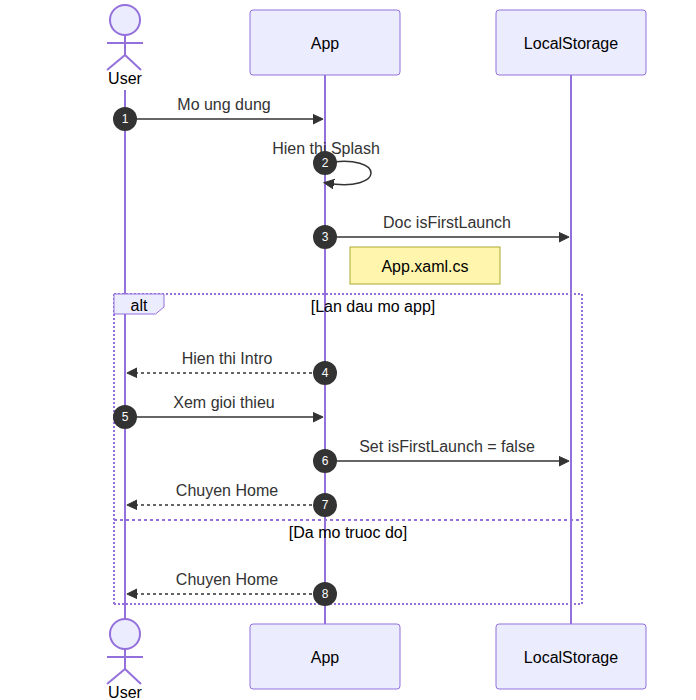 User
App
LocalStorage
Mo ung dung
1
Hien thi Splash
2
Doc isFirstLaunch
3
App.xaml.cs
alt
[Lan dau mo app]
Hien thi Intro
4
Xem gioi thieu
5
Set isFirstLaunch = false
6
Chuyen Home
7
[Da mo truoc do]
Chuyen Home
8
User
App
LocalStorage